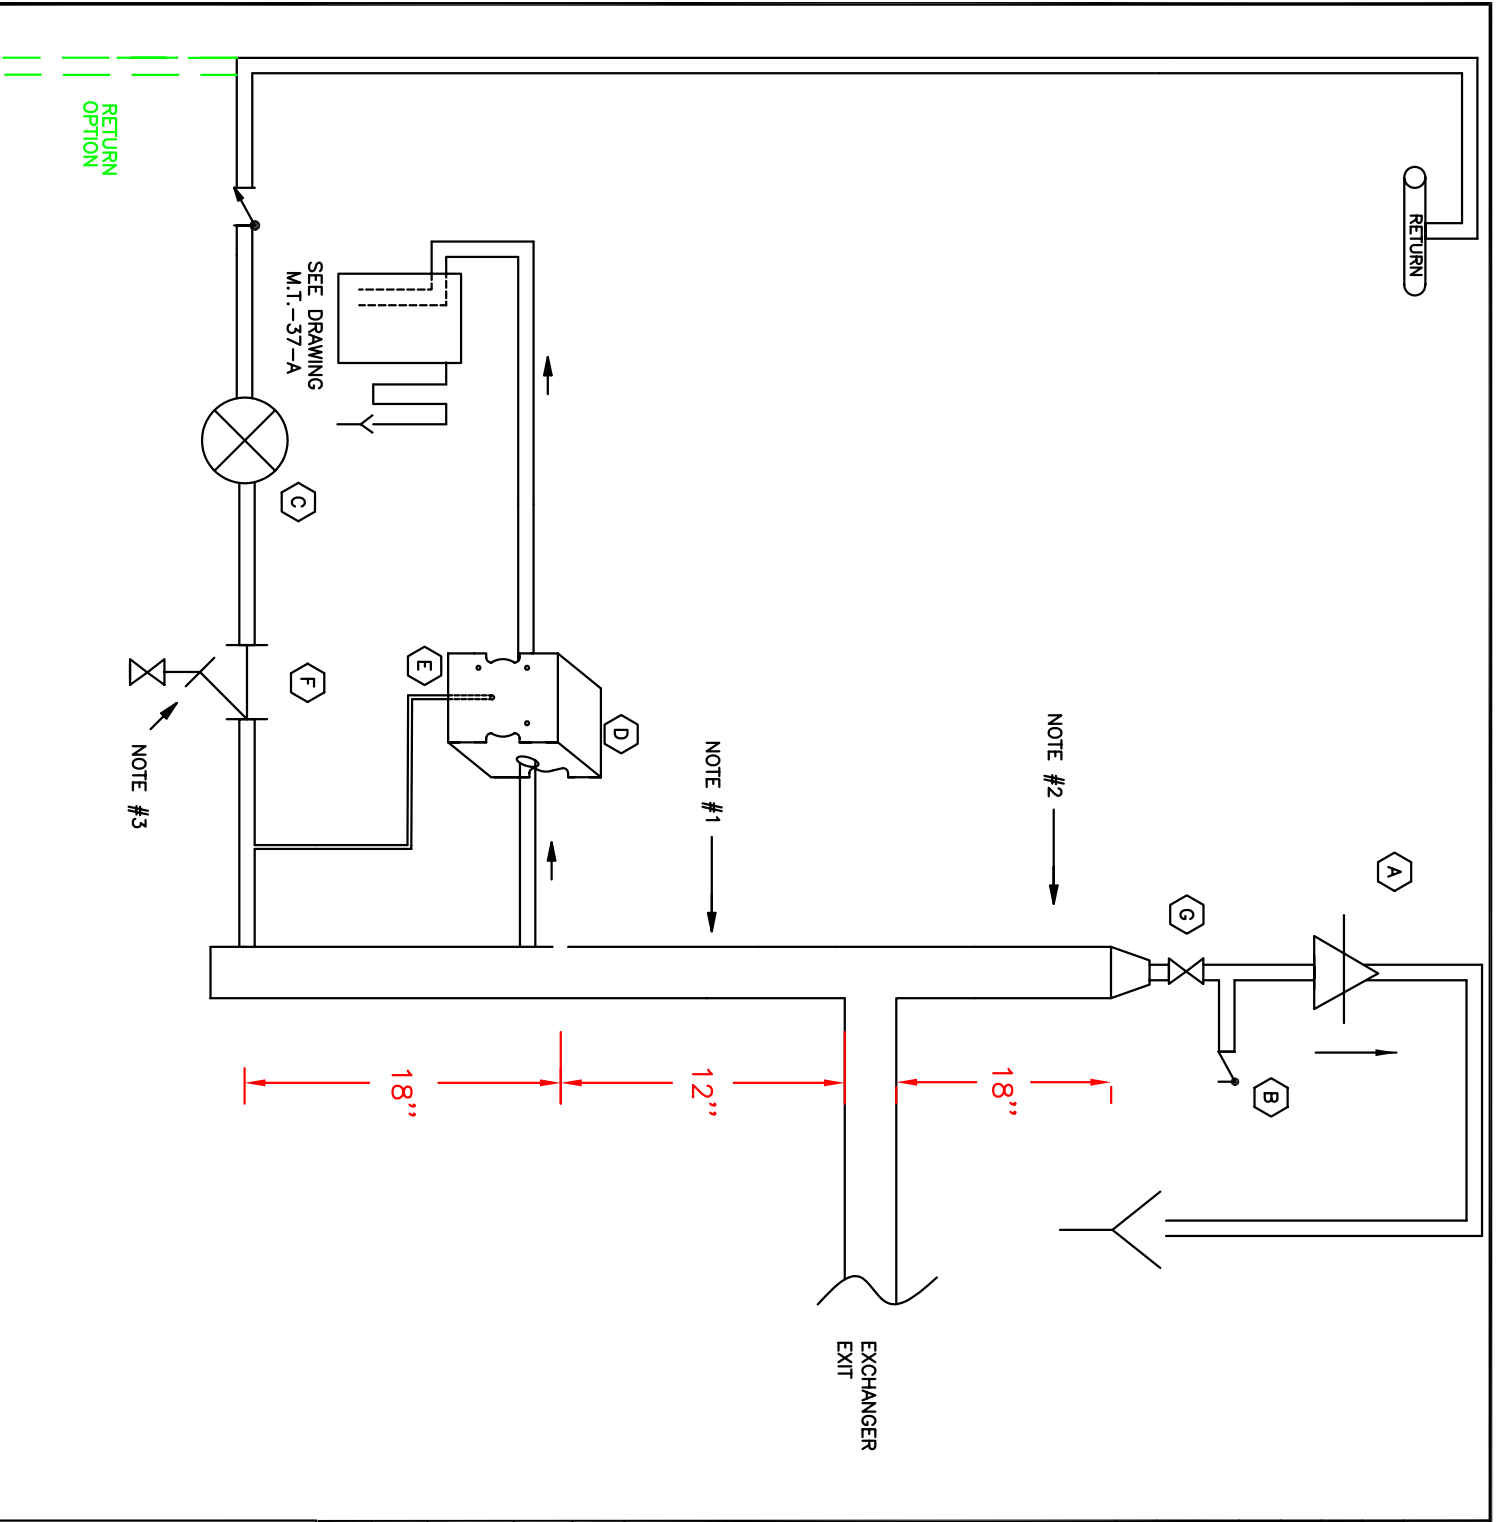 RETURN
EXCHANGER
EXIT
A
B
G
NOTE #2
18''
NOTE #1
12''
D
E
18''
SEE DRAWING
M.T.-37-A
F
C
NOTE #3
RETURN
OPTION